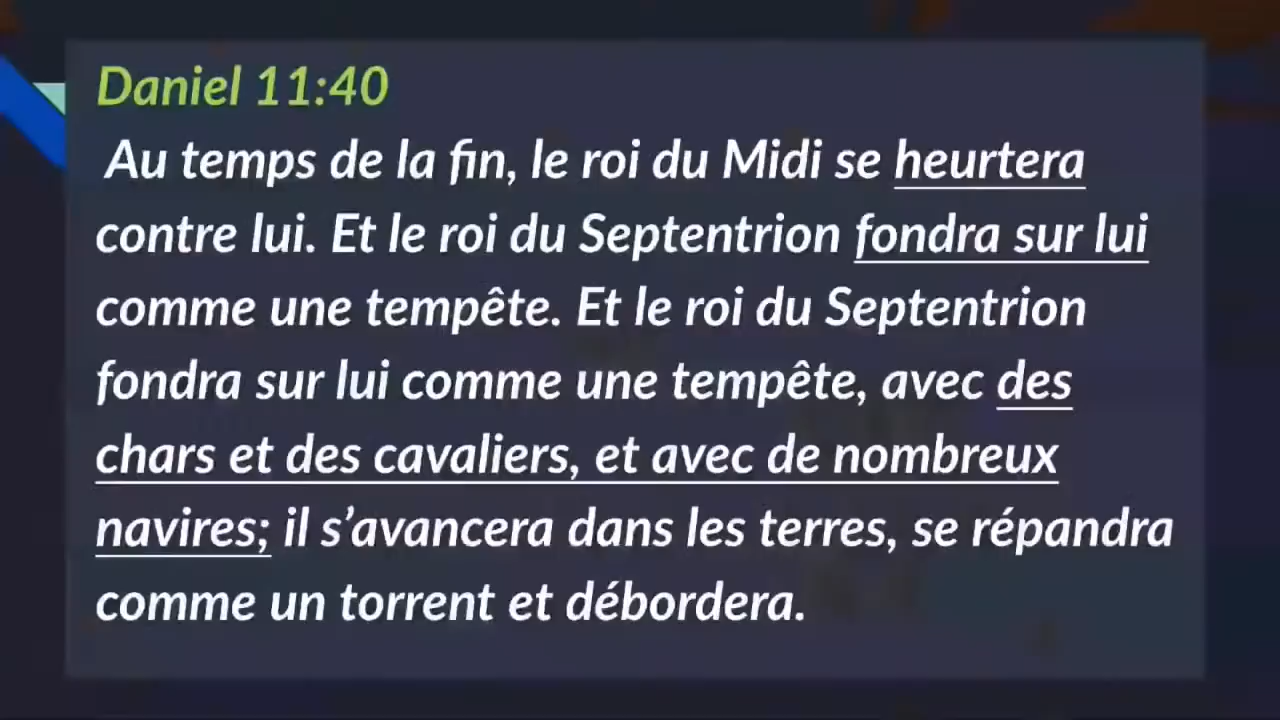 Daniel 11:40
Au temps de la fin, le roi du Midi se heurtera
contre lui. Et le roi du Septentrion fondra sur lui
comme une tempête. Et le roi du Septentrion
fondra sur lui comme une tempête, avec des
chars et des cavaliers, et avec de nombreux
navires; il s’avancera dans les terres, se répandra
comme un torrent et débordera.